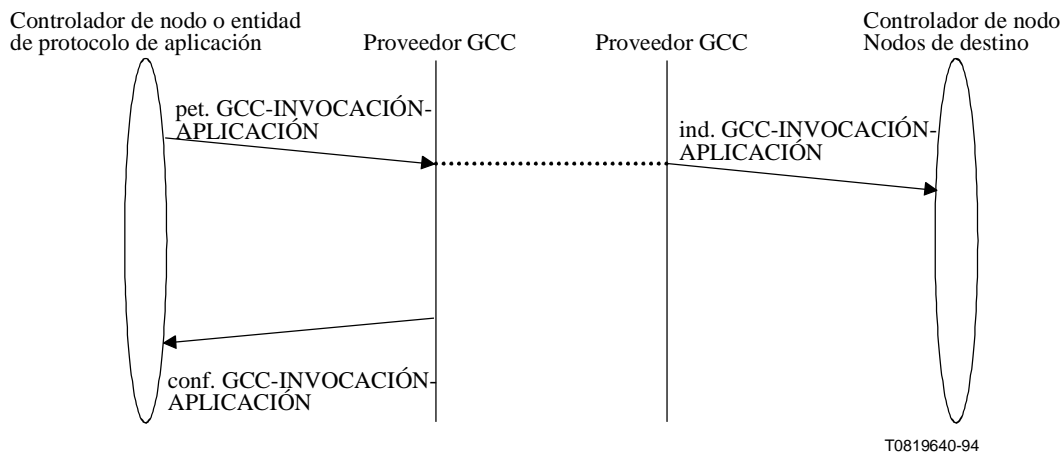 Controlador de nodo o entidad
de protocolo de aplicación
Proveedor GCC
Proveedor GCC
Controlador de nodo
Nodos de destino
pet. GCC-INVOCACIÓN-
APLICACIÓN
ind. GCC-INVOCACIÓN-
APLICACIÓN
conf. GCC-INVOCACIÓN-
APLICACIÓN
T0819640-94